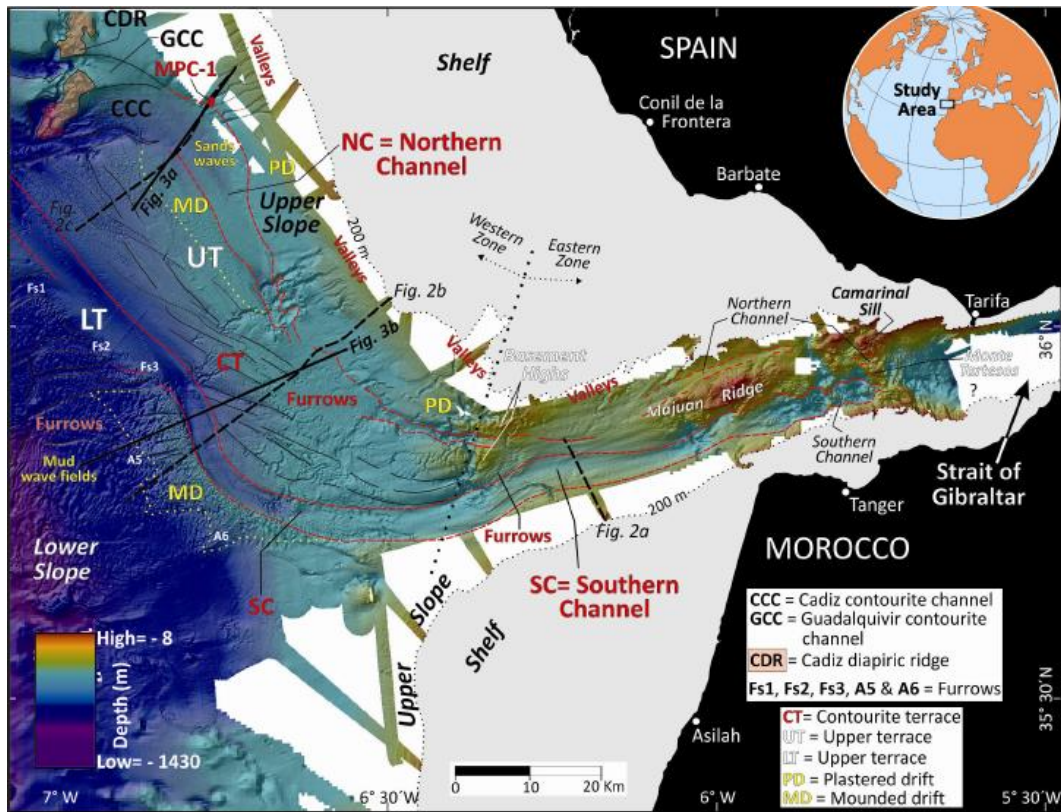 CDR
GCC
MPC-1
CCC
Valleys
Shelf
SPAIN
Study
Area
Conil de la
Frontera
NC = Northern
Channel
Sands
waves
PD
Fig. 3a
Fig.
2c
MD
Upper
Slope
Barbate
UT
200 m
Western
Zone
Eastern
Zone
Valleys
Fig. 2b
Fs1
LT
Fs2
Fs3
Fig. 3b
CT
Northern
Channel
Camarinal
Sill
Tarifa
36°
N
Basement
Highs
Valleys
Valleys
Monte
Tartesos
?
Majuan Ridge
Furrows
PD
Furrows
Mud
wave fields
A5
MD
A6
Southern
Channel
Strait of
Gibraltar
Tanger
200 m
Fig. 2a
Furrows
Lower
Slope
SC
SC= Southern
Channel
MOROCCO
Upper
Slope
Shelf
CCC = Cadiz contourite channel
GCC = Guadalquivir contourite
channel
CDR = Cadiz diapiric ridge
Fs1, Fs2, Fs3, A5 & A6 = Furrows
CT= Contourite terrace
UT = Upper terrace
LT = Upper terrace
PD = Plastered drift
MD = Mounded drift
High= - 8
Depth (m)
Low= - 1430
Asilah
35° 30´ N
0
10
20 Km
7° W
6° 30´ W
6° W
5° 30´ W